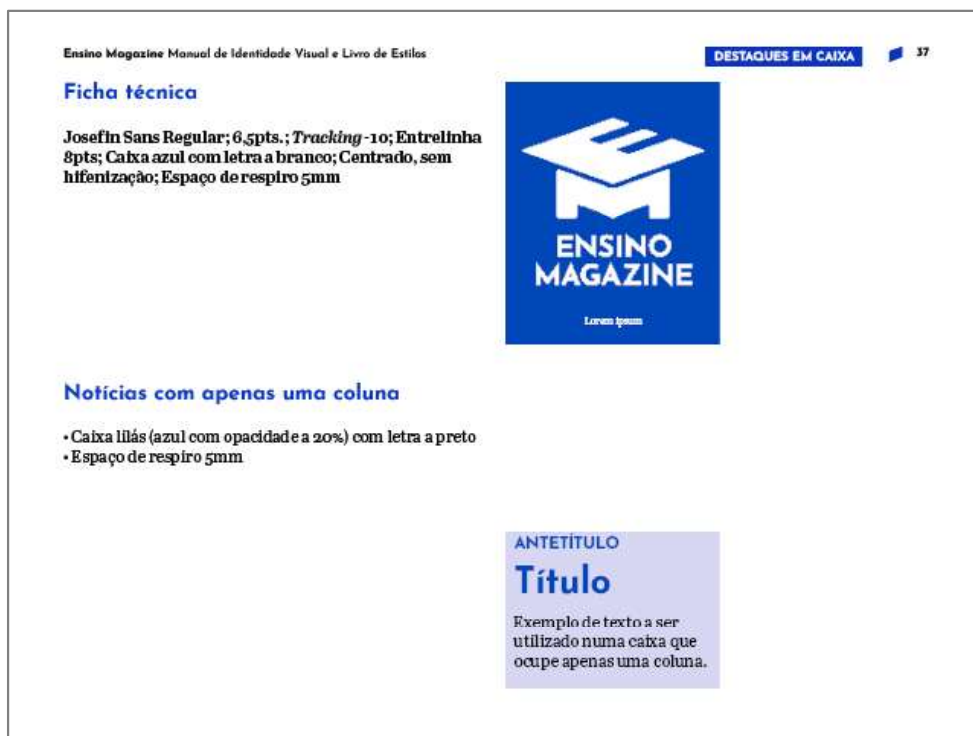 Ensino Magazine Manual de Identidade Visual e Livro de Estilos
DESTAQUES EM CAIXA
37
Ficha técnica
Josefin Sans Regular; 6,5pts.; Tracking -10; Entrelinha
8pts; Caixa azul com letra a branco; Centrado, sem
hifenização; Espaço de respiro 5mm
ENSINO
MAGAZINE
Lorem Ipsum
Notícias com apenas uma coluna
• Caixa lilás (azul com opacidade a 20%) com letra a preto
• Espaço de respiro 5mm
ANTETÍTULO
Título
Exemplo de texto a ser
utilizado numa caixa que
ocupe apenas uma coluna.